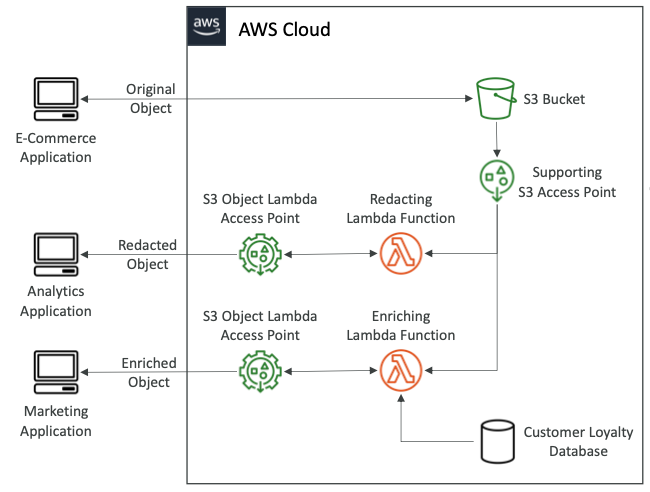 aws
AWS Cloud
Original
Object
E-Commerce
Application
S3 Bucket
Supporting
S3 Access Point
S3 Object Lambda
Access Point
Redacting
Lambda Function
Redacted
Object
Analytics
Application
S3 Object Lambda
Access Point
Enriching
Lambda Function
Enriched
Object
Marketing
Application
Customer Loyalty
Database